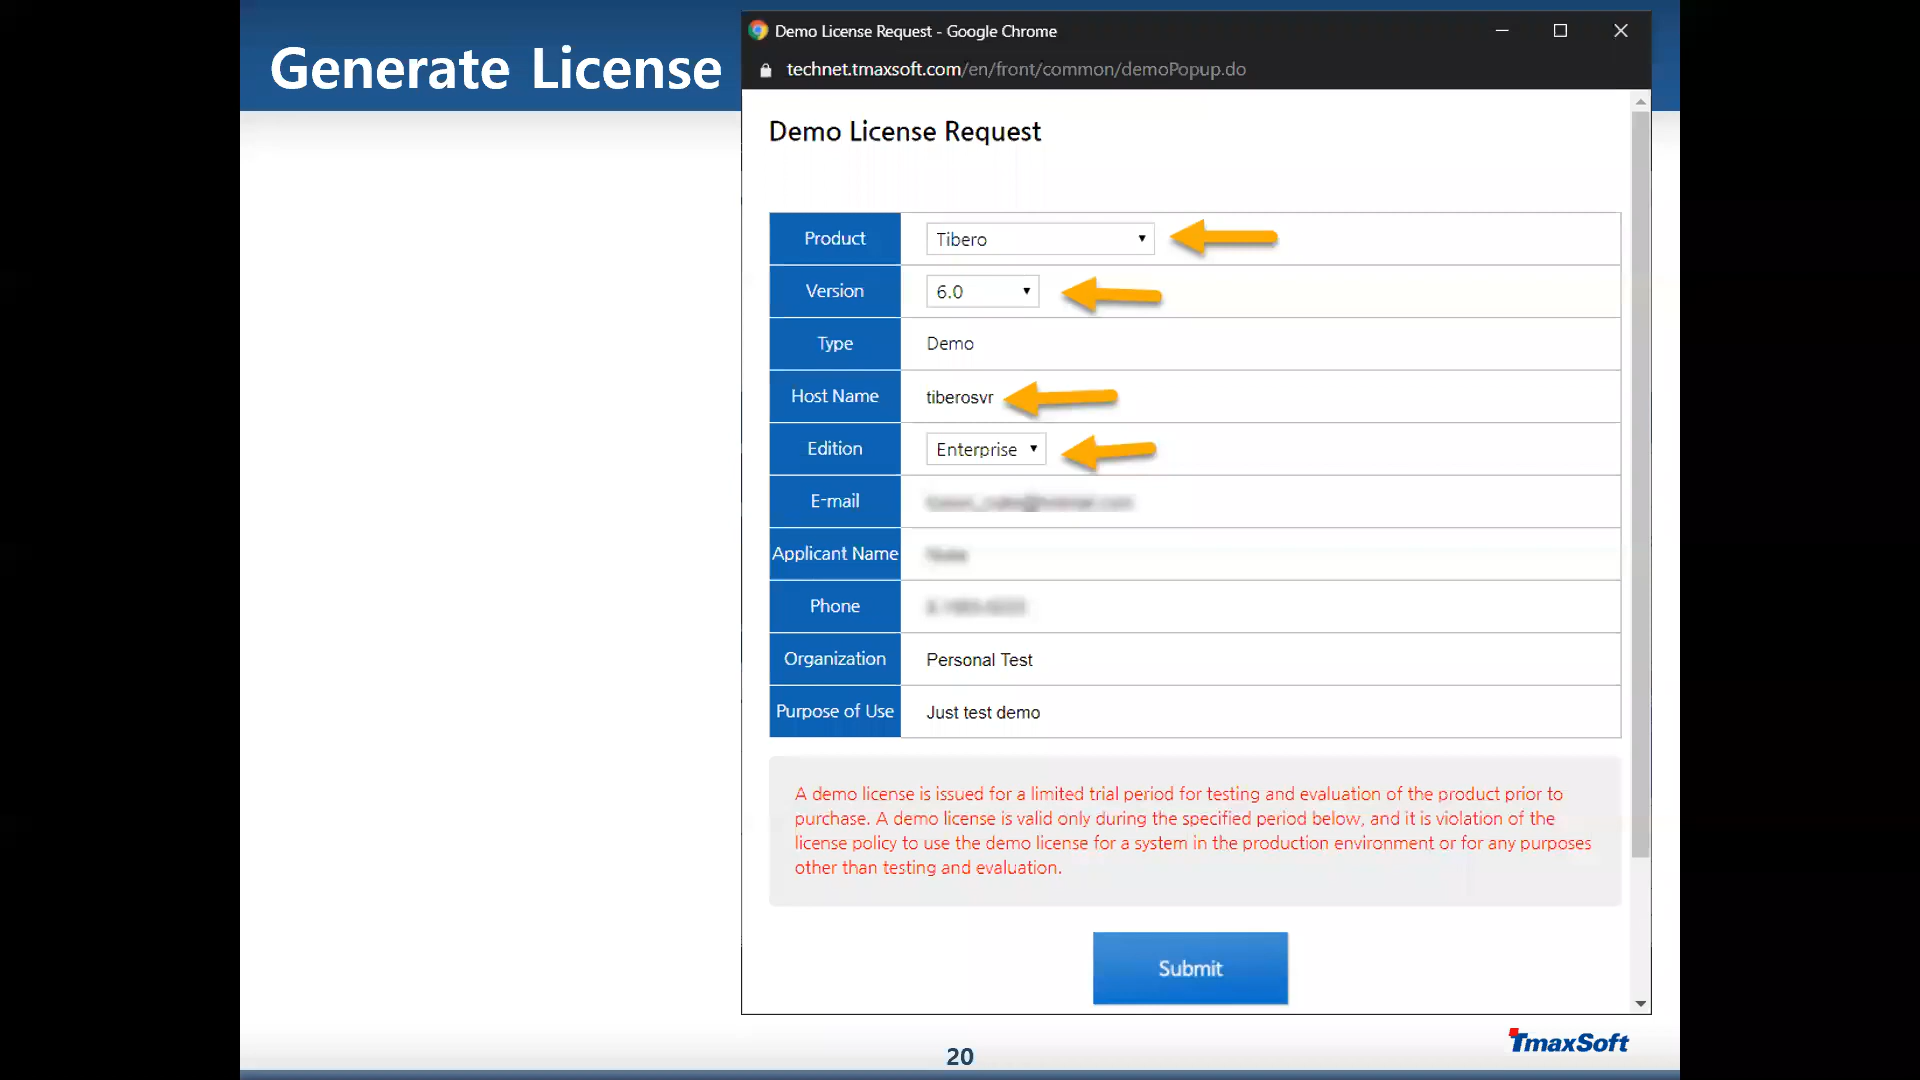 Generate License
Demo License Request - Google Chrome
technet.tmaxsoft.com/en/front/common/demoPopup.do
Demo License Request
Product Tibero
Version 6.0
Type Demo
Host Name tiberosvr
Edition Enterprise
E-mail
Applicant Name
Phone
Organization Personal Test
Purpose of Use Just test demo
A demo license is issued for a limited trial period for testing and evaluation of the product prior to
purchase. A demo license is valid only during the specified period below, and it is violation of the
license policy to use the demo license for a system in the production environment or for any purposes
other than testing and evaluation.
Submit
TmaxSoft
20